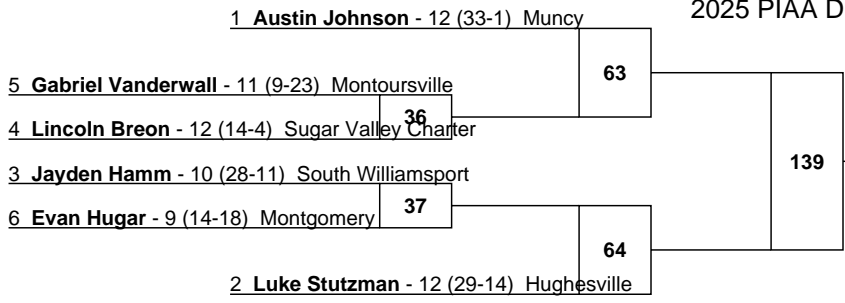 2025 PIAA D
1 Austin Johnson - 12 (33-1) Muncy
63
5 Gabriel Vanderwall - 11 (9-23) Montoursville
36
4 Lincoln Breon - 12 (14-4) Sugar Valley Charter
139
3 Jayden Hamm - 10 (28-11) South Williamsport
37
6 Evan Hugar - 9 (14-18) Montgomery
64
2 Luke Stutzman - 12 (29-14) Hughesville